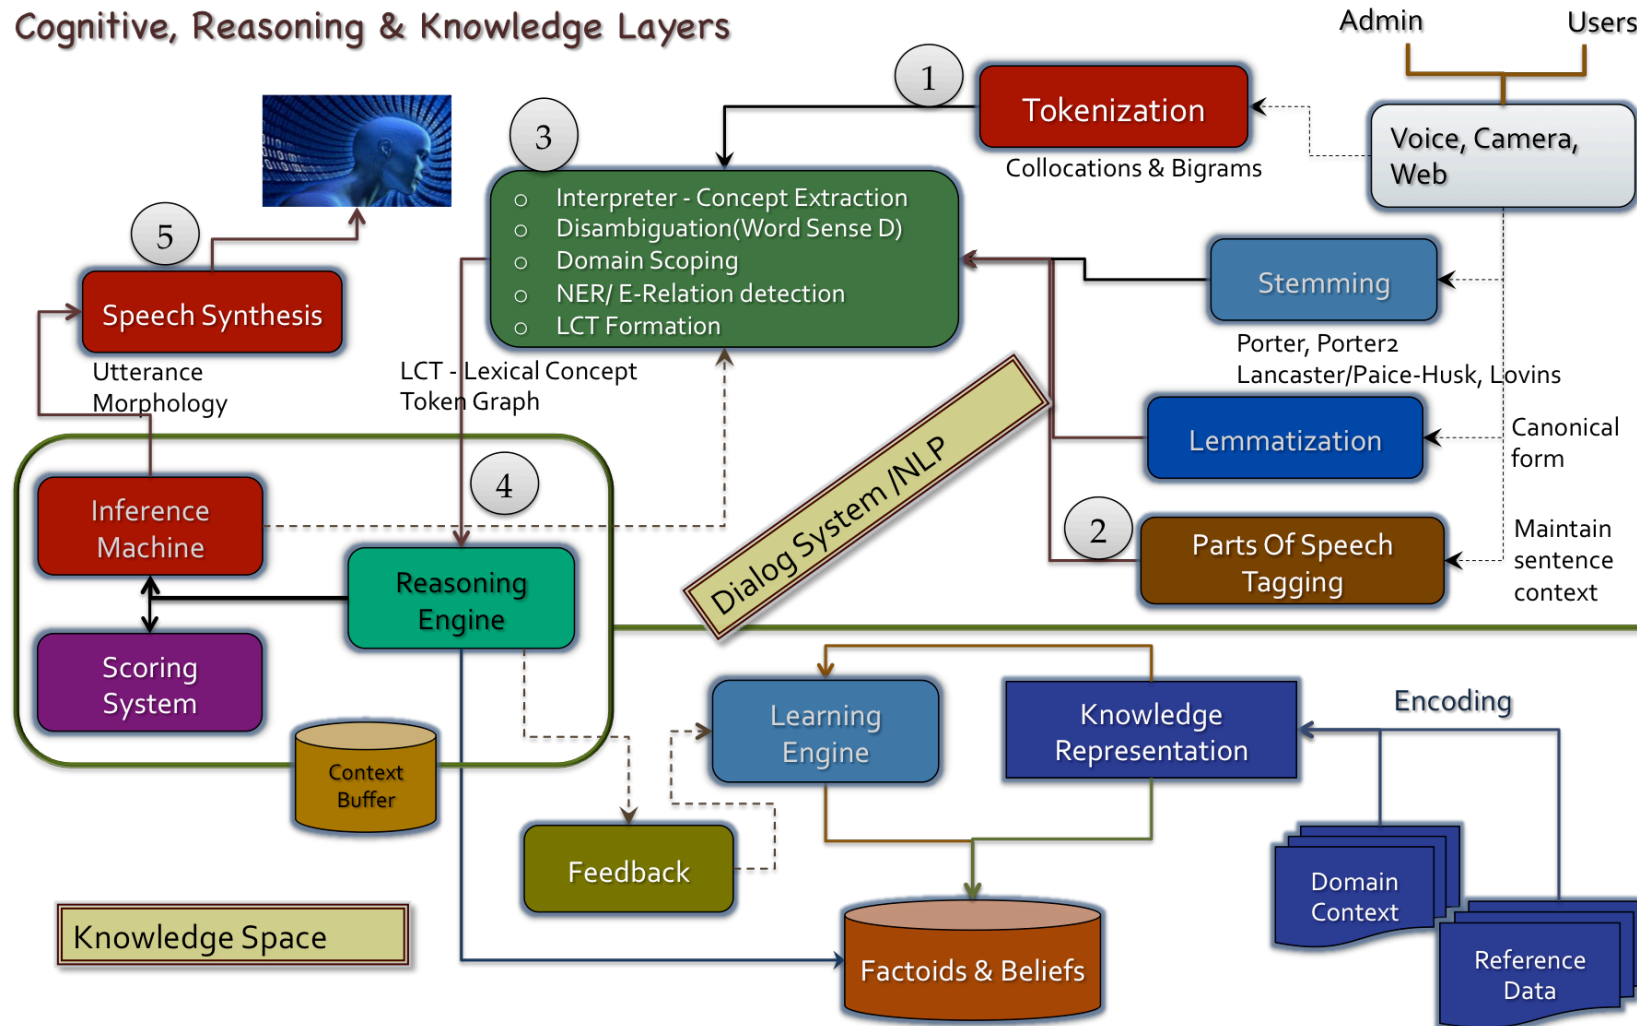 Cognitive, Reasoning & Knowledge Layers
Admin
Users
1
Tokenization
Collocations & Bigrams
Voice, Camera,
Web
3
o Interpreter - Concept Extraction
o Disambiguation(Word Sense D)
o Domain Scoping
o NER/ E-Relation detection
o LCT Formation
5
Speech Synthesis
Utterance
Morphology
LCT - Lexical Concept
Token Graph
Stemming
Porter, Porter2
Lancaster/Paice-Husk, Lovins
Lemmatization
Canonical
form
2
Parts Of Speech
Tagging
Maintain
sentence
context
Dialog System /NLP
4
Inference
Machine
Reasoning
Engine
Scoring
System
Context
Buffer
Learning
Engine
Knowledge
Representation
Encoding
Feedback
Domain
Context
Reference
Data
Factoids & Beliefs
Knowledge Space